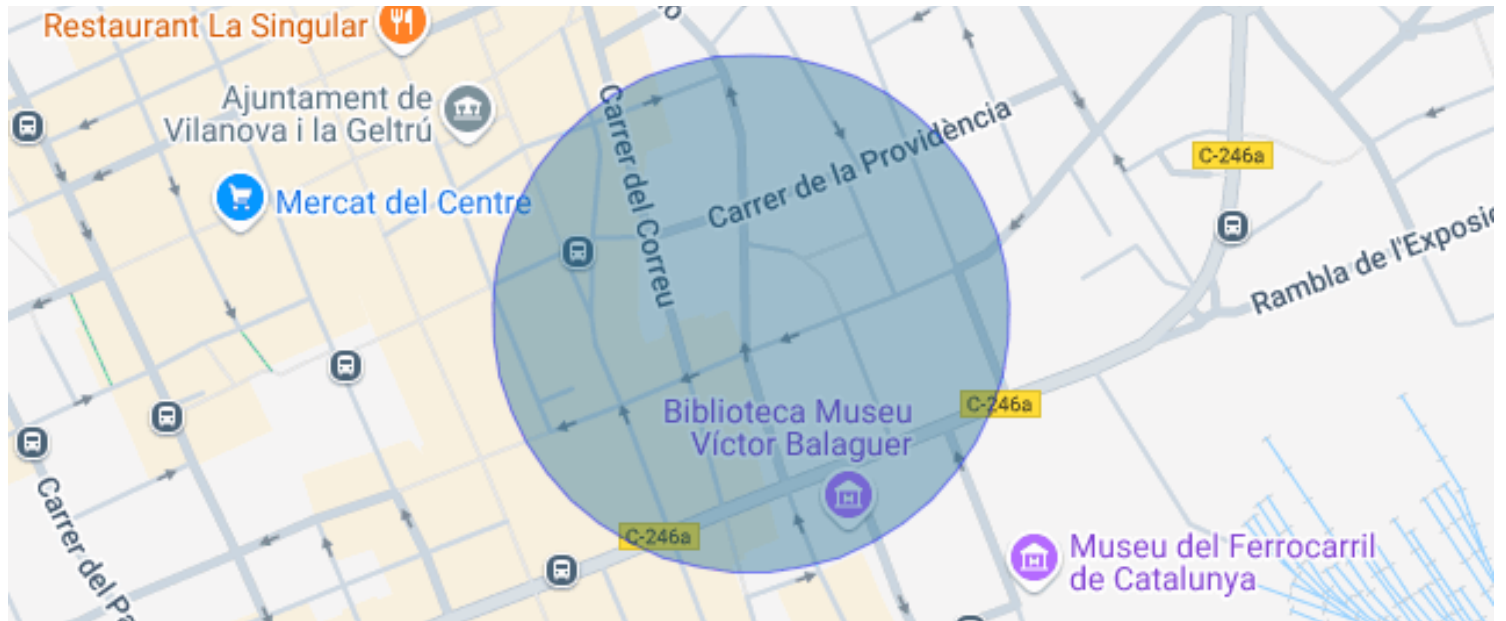 Restaurant La Singular
Ajuntament de
Vilanova i la Geltrú
Mercat del Centre
Carrer del Correu
Carrer de la Providència
C-246a
Rambla de l'Exposic
Biblioteca Museu
Víctor Balaguer
C-246a
C-246a
Carrer del Pa
Museu del Ferrocarril
de Catalunya